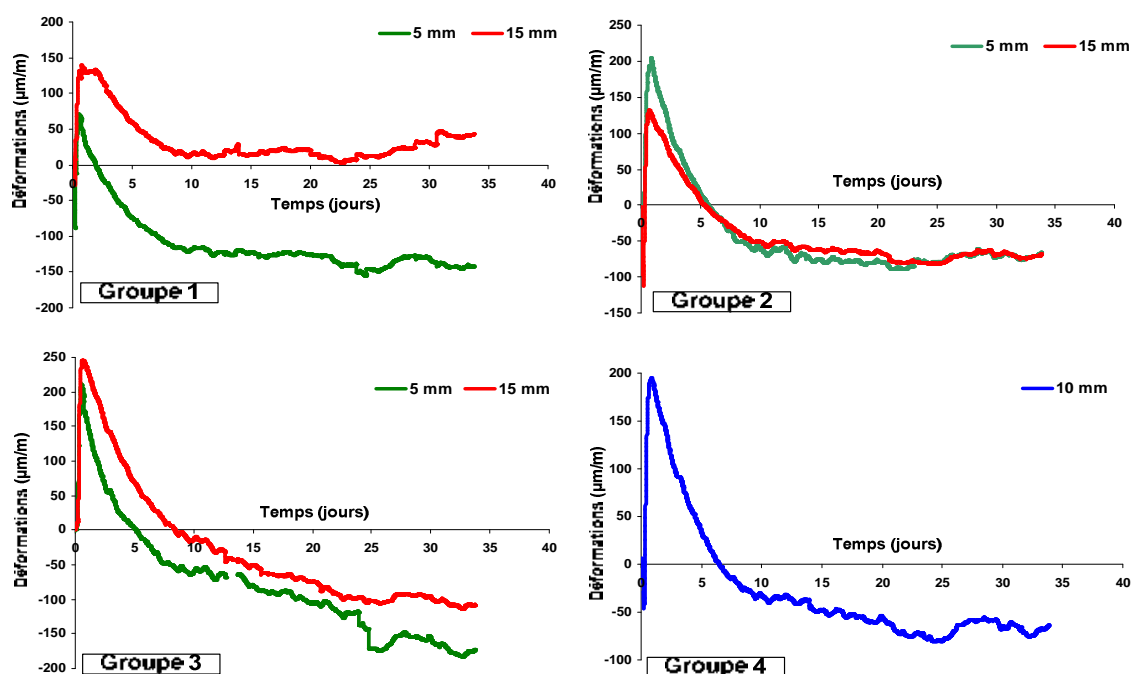 Déformations (µm/m)
200
150
100
50
0
-50
-100
-150
-200
0 5 10 15 20 25 30 35 40
Temps (jours)
5 mm 15 mm
Groupe 1
Déformations (µm/m)
250
200
150
100
50
0
-50
-100
-150
0 5 10 15 20 25 30 35 40
Temps (jours)
5 mm 15 mm
Groupe 2
Déformations (µm/m)
250
200
150
100
50
0
-50
-100
-150
-200
0 5 10 15 20 25 30 35 40
Temps (jours)
5 mm 15 mm
Groupe 3
Déformations (µm/m)
200
150
100
50
0
-50
-100
0 5 10 15 20 25 30 35 40
Temps (jours)
10 mm
Groupe 4